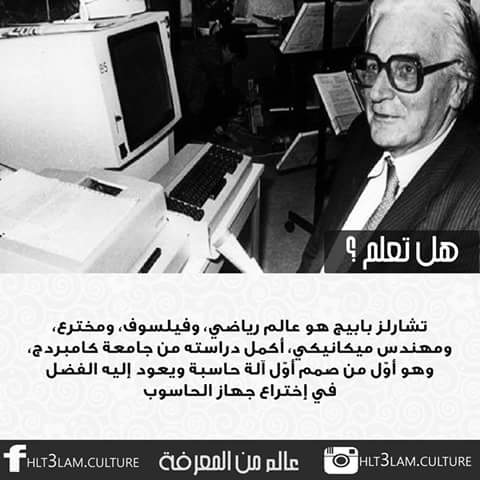 85
هل تعلم ؟
تشارلز بابيج هو عالم رياضي، وفيلسوف، ومخترع،
ومهندس ميكانيكي، أكمل دراسته من جامعة كامبردج،
وهو أوّل من صمم أوّل آلة حاسبة ويعود إليه الفضل
في إختراع جهاز الحاسوب
HLT3LAM.CULTURE
عالم من المعرفة
HLT3LAM.CULTURE